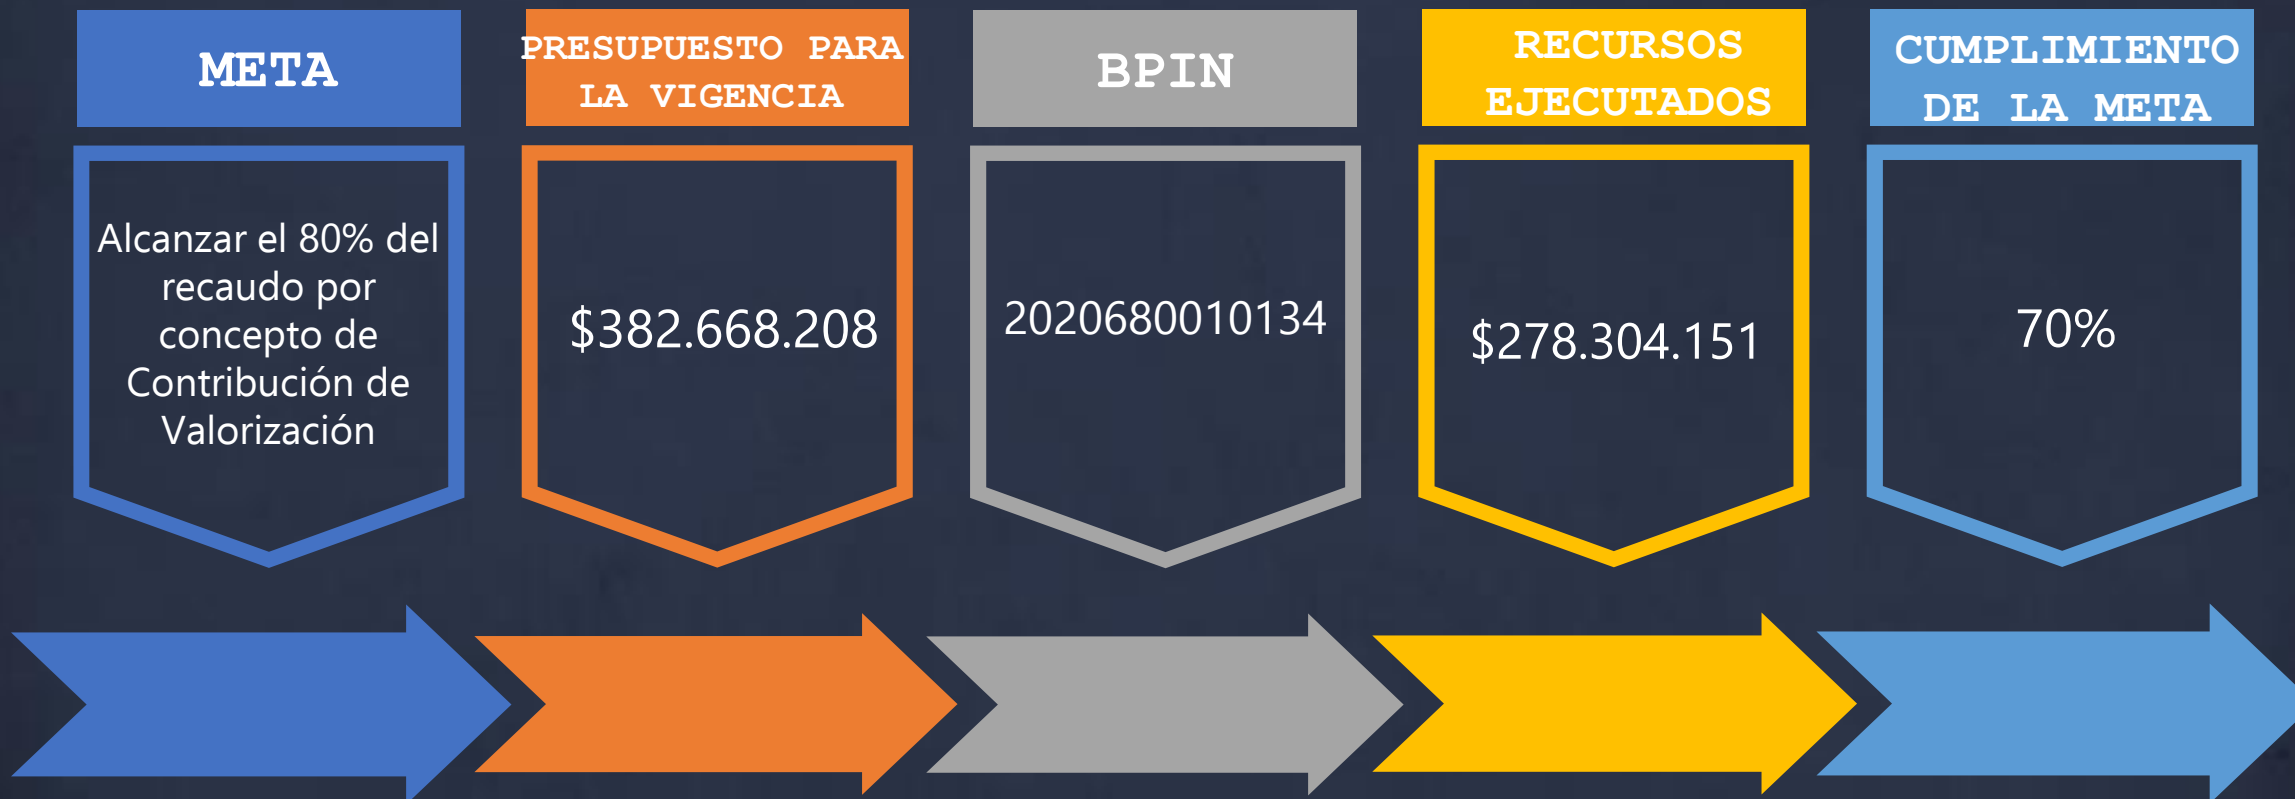 META
PRESUPUESTO PARA
LA VIGENCIA
BPIN
RECURSOS
EJECUTADOS
CUMPLIMIENTO
DE LA META
Alcanzar el 80% del
recaudo por
concepto de
Contribución de
Valorización
$382.668.208
2020680010134
$278.304.151
70%